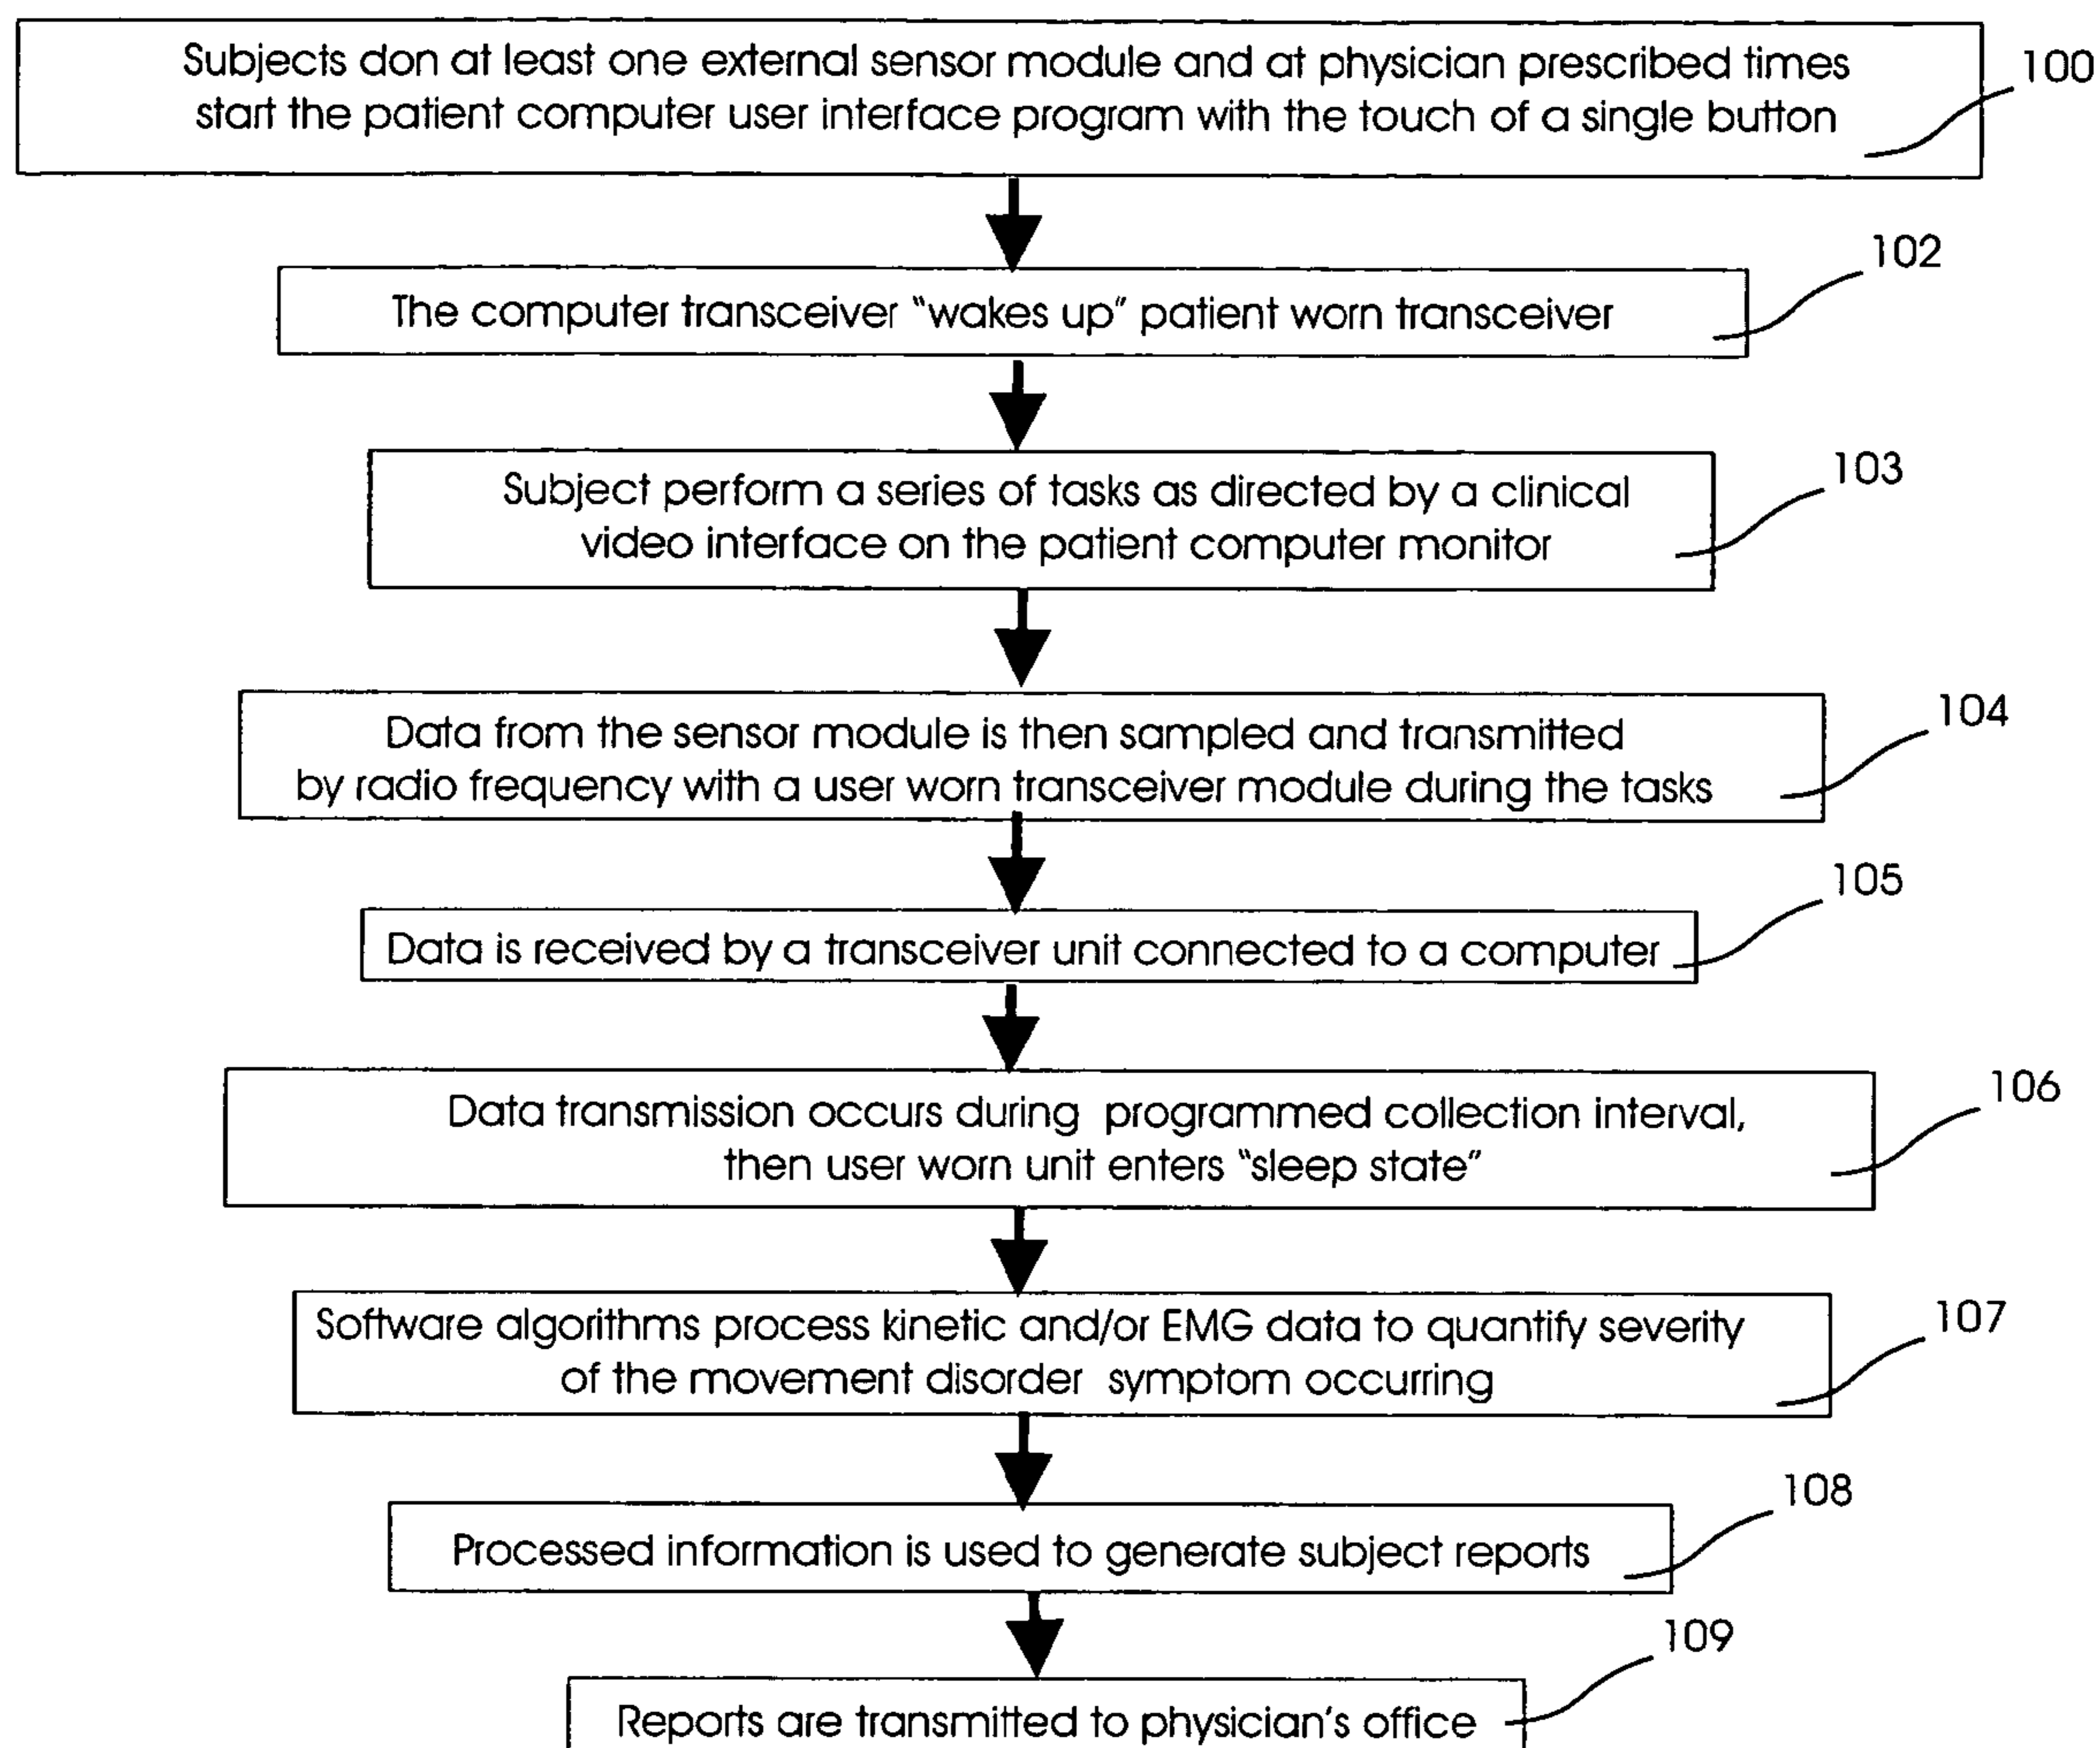 Subjects don at least one external sensor module and at physician prescribed times
start the patient computer user interface program with the touch of a single button
100
102
The computer transceiver “wakes up” patient worn transceiver
103
Subject perform a series of tasks as directed by a clinical
video interface on the patient computer monitor
104
Data from the sensor module is then sampled and transmitted
by radio frequency with a user worn transceiver module during the tasks
105
Data is received by a transceiver unit connected to a computer
106
Data transmission occurs during programmed collection interval,
then user worn unit enters “sleep state”
107
Software algorithms process kinetic and/or EMG data to quantify severity
of the movement disorder symptom occurring
108
Processed information is used to generate subject reports
109
Reports are transmitted to physician's office